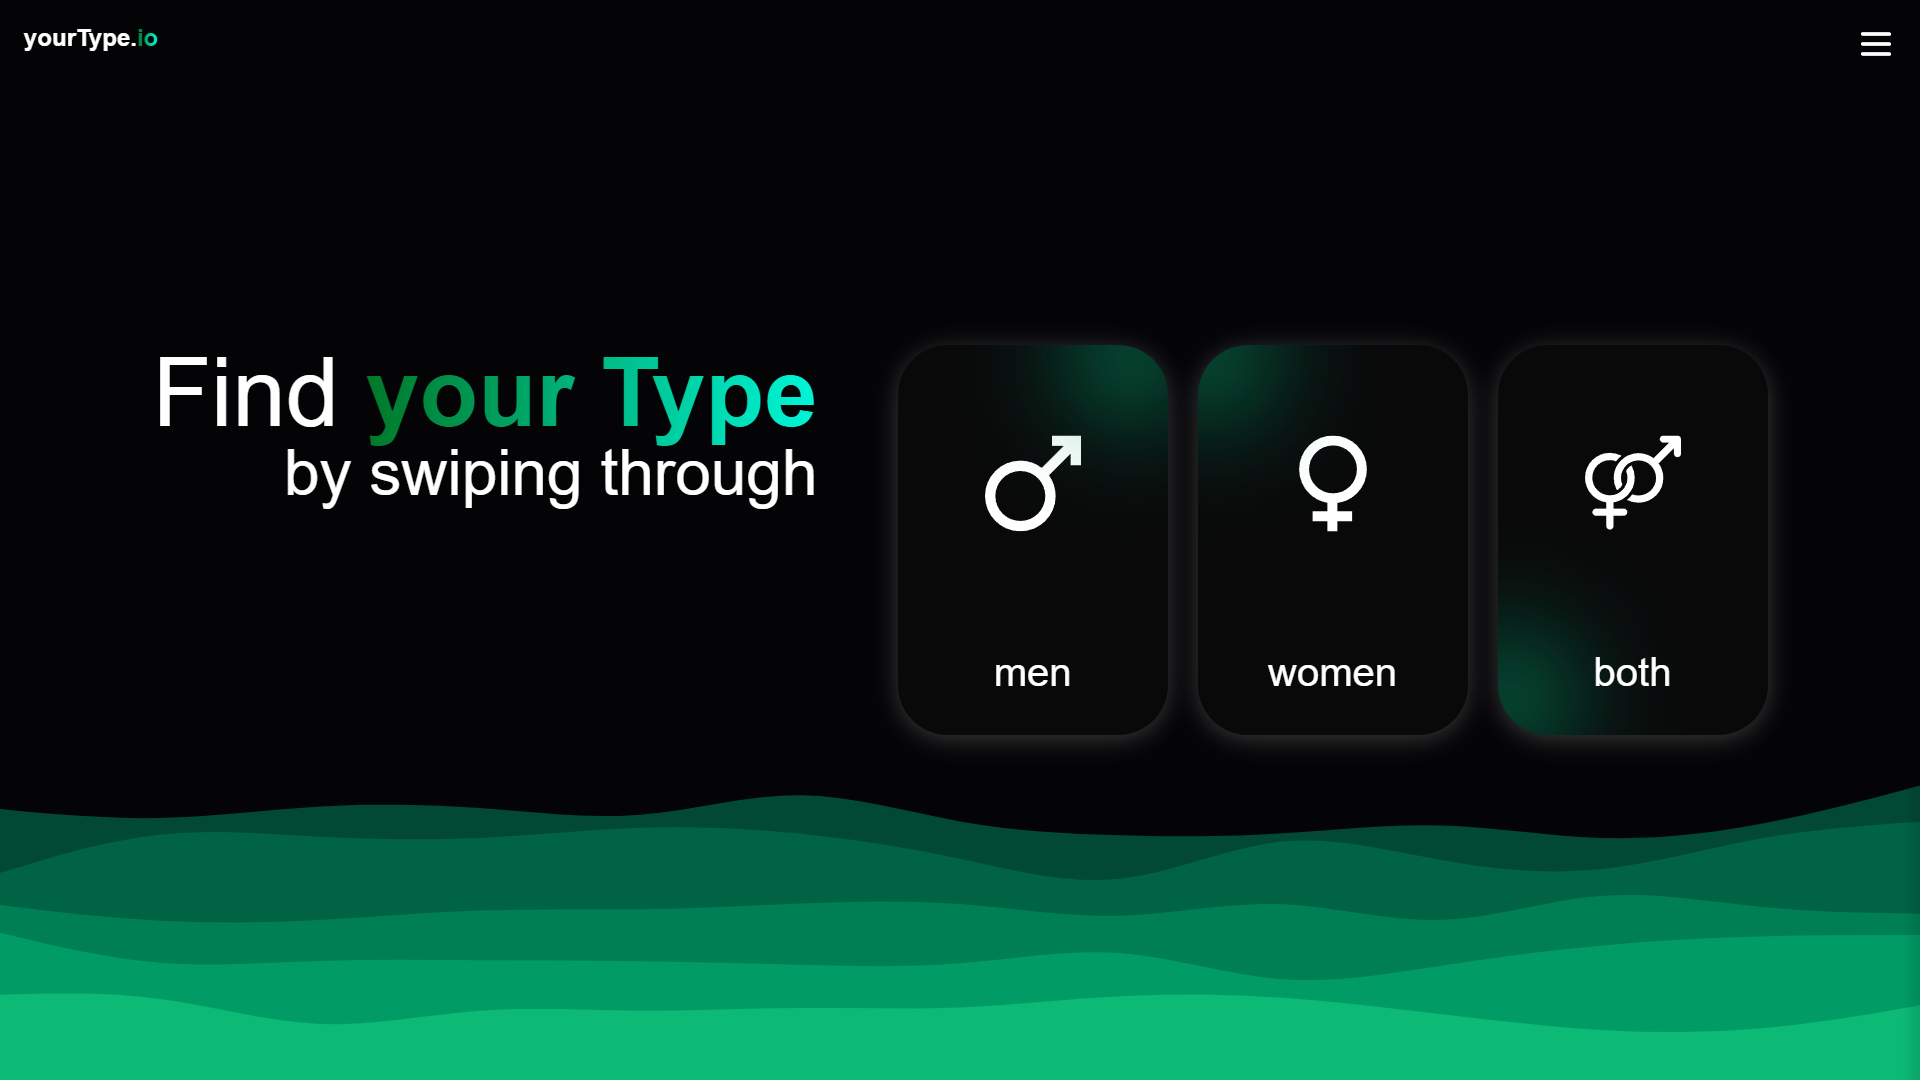 yourType.io
Find your Type
by swiping through
men
women
both